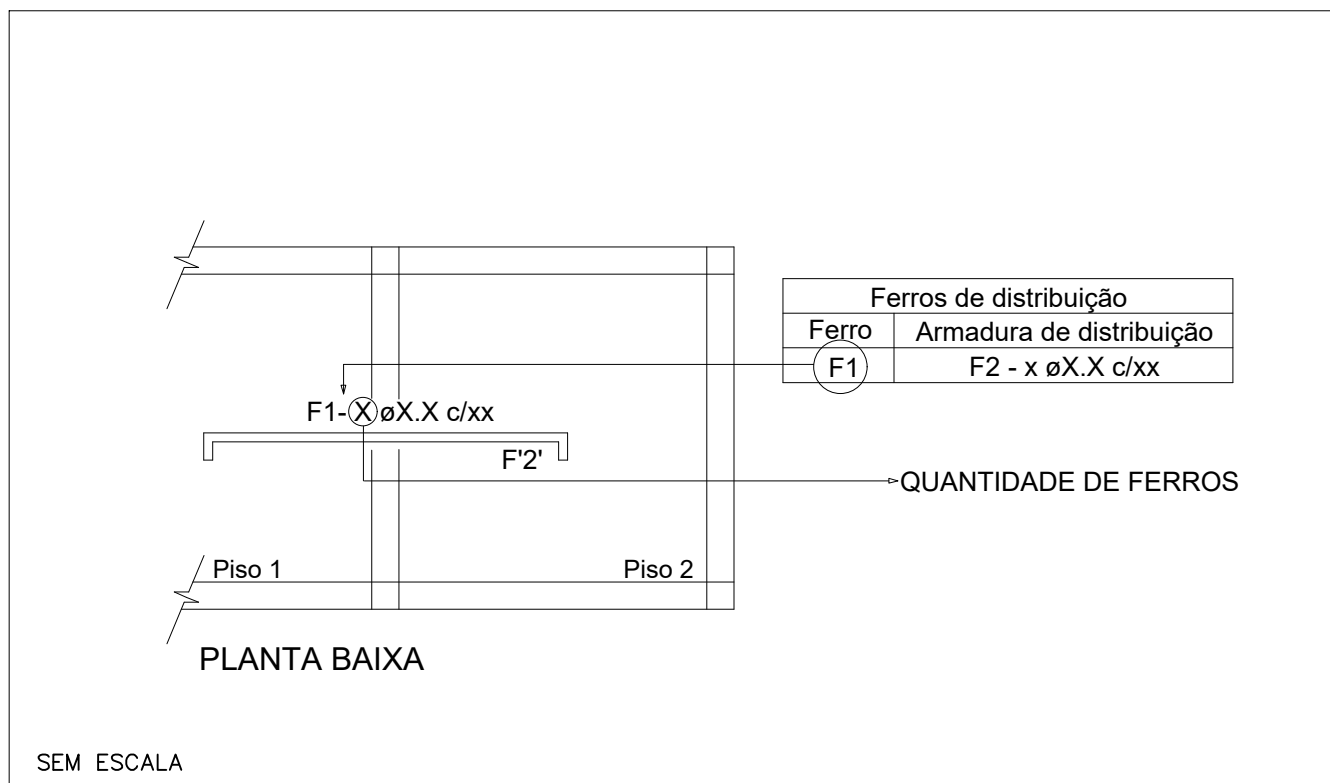 Ferros de distribuição
Ferro Armadura de distribuição
F1 F2 - x øX.X c/xx
F1-X øX.X c/xx
F'2'
QUANTIDADE DE FERROS
Piso 1 Piso 2
PLANTA BAIXA
SEM ESCALA